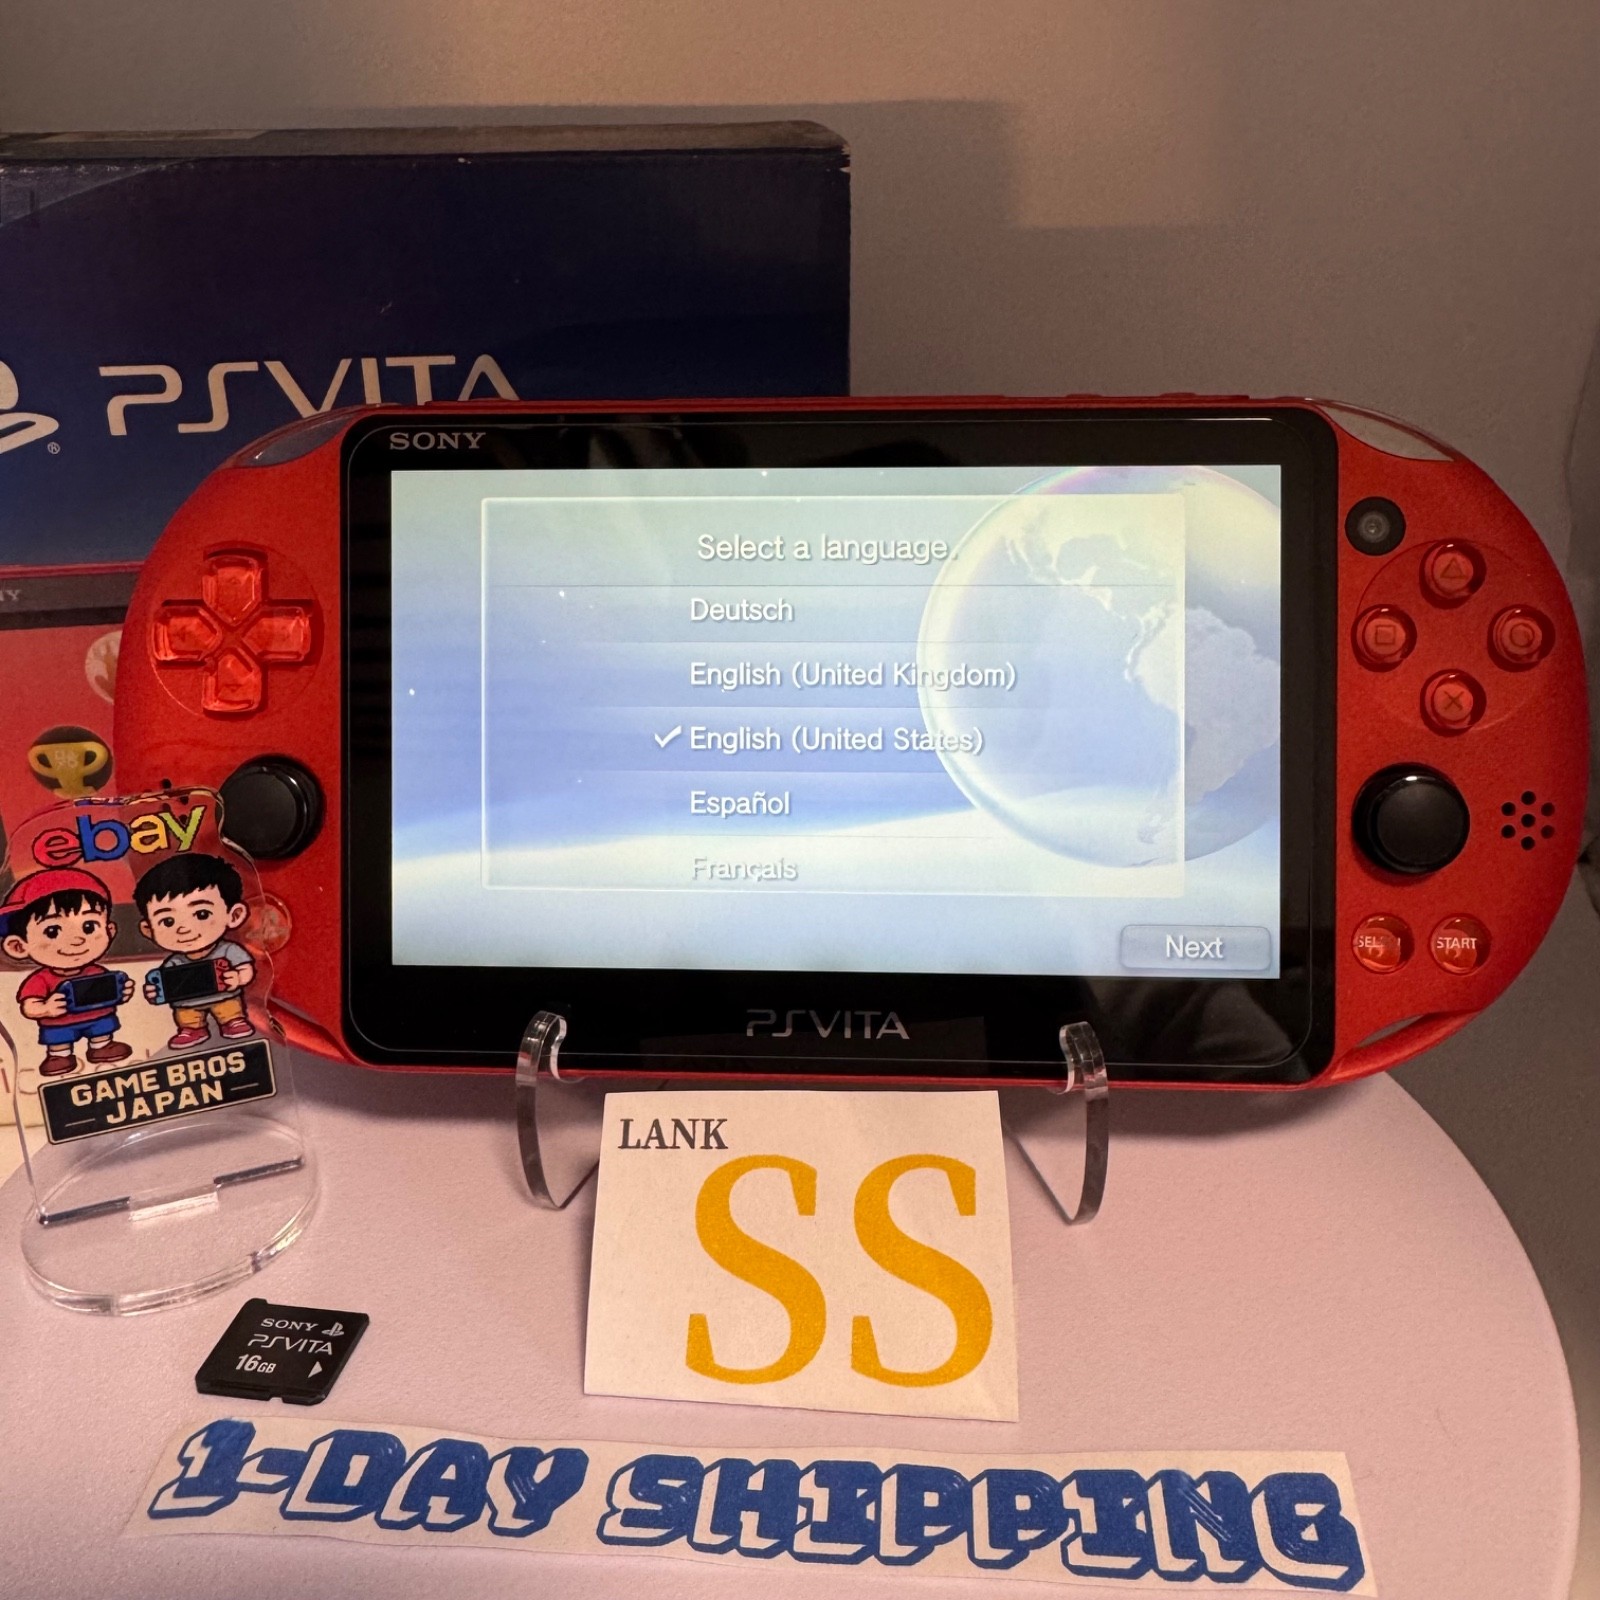 PSVITA
®
SONY
Select a language.
Deutsch
English (United Kingdom)
✓ English (United States)
Español
Français
Next
PSVITA
SELECT
START
ebay
GAME BROS
JAPAN
LANK
SS
SONY
PSVITA
16GB
1-DAY SHIPPING